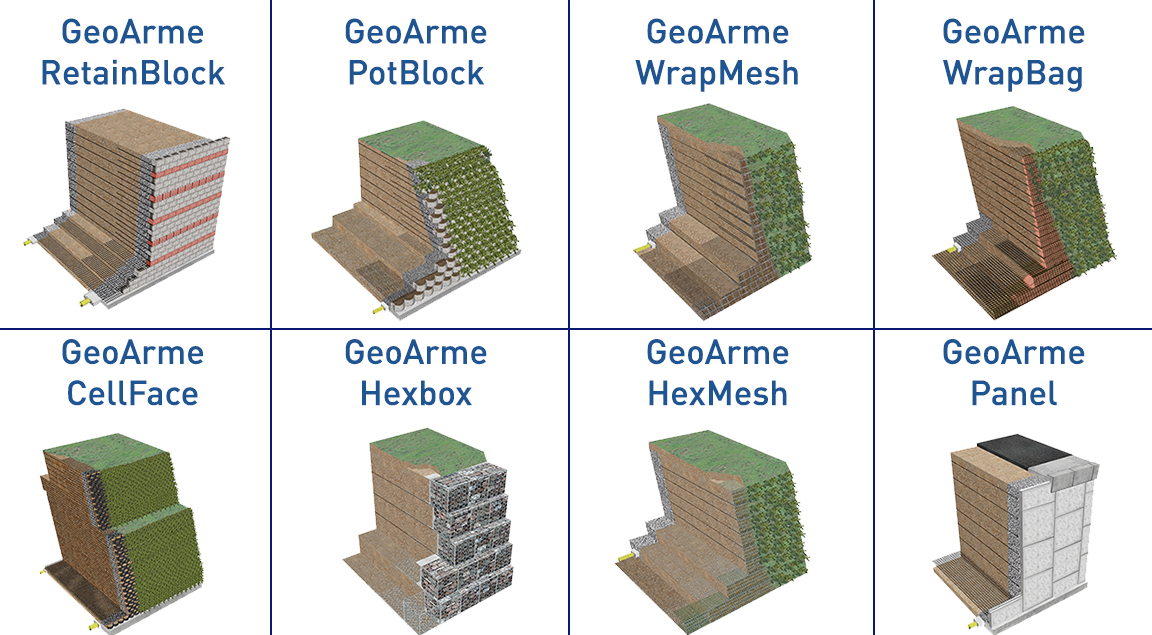 GeoArme
RetainBlock
GeoArme
PotBlock
GeoArme
WrapMesh
GeoArme
WrapBag
GeoArme
CellFace
GeoArme
Hexbox
GeoArme
HexMesh
GeoArme
Panel